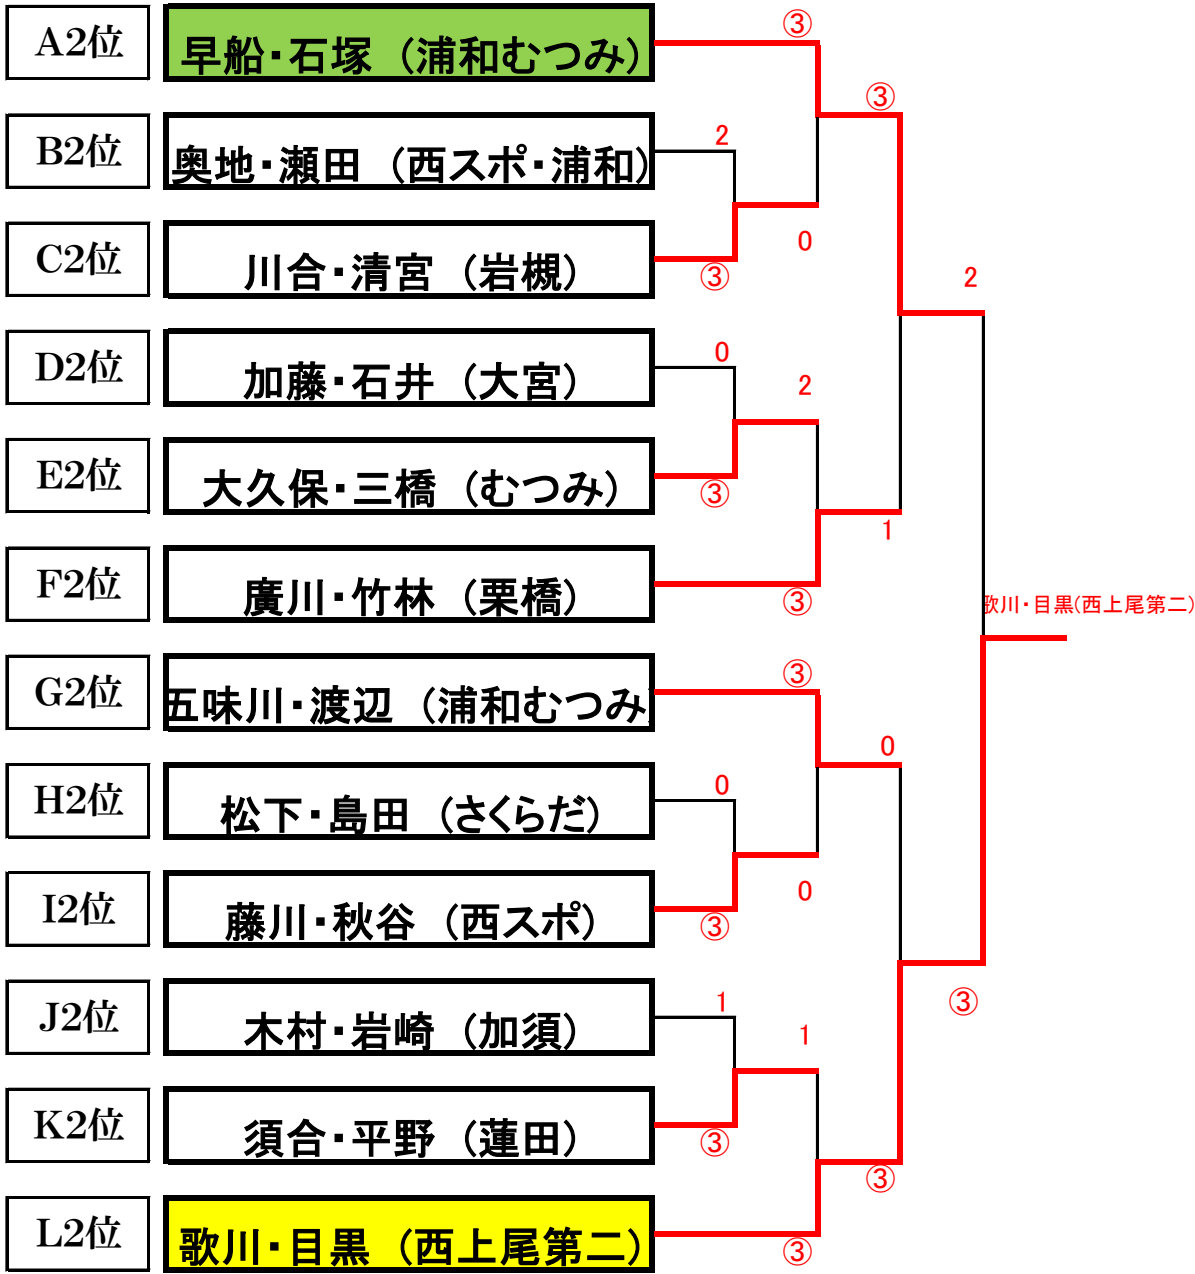 ③
A2位 早船・石塚 (浦和むつみ)
③
2
B2位 奥地・瀬田 (西スポ・浦和)
0
C2位 川合・清宮 (岩槻)
③
2
0
D2位 加藤・石井 (大宮)
2
E2位 大久保・三橋 (むつみ)
③
1
F2位 廣川・竹林 (栗橋)
③
歌川・目黒(西上尾第二)
③
G2位 五味川・渡辺 (浦和むつみ)
0
0
H2位 松下・島田 (さくらだ)
0
I2位 藤川・秋谷 (西スポ)
③
③
1
J2位 木村・岩崎 (加須)
1
K2位 須合・平野 (蓮田)
③
③
L2位 歌川・目黒 (西上尾第二)
③